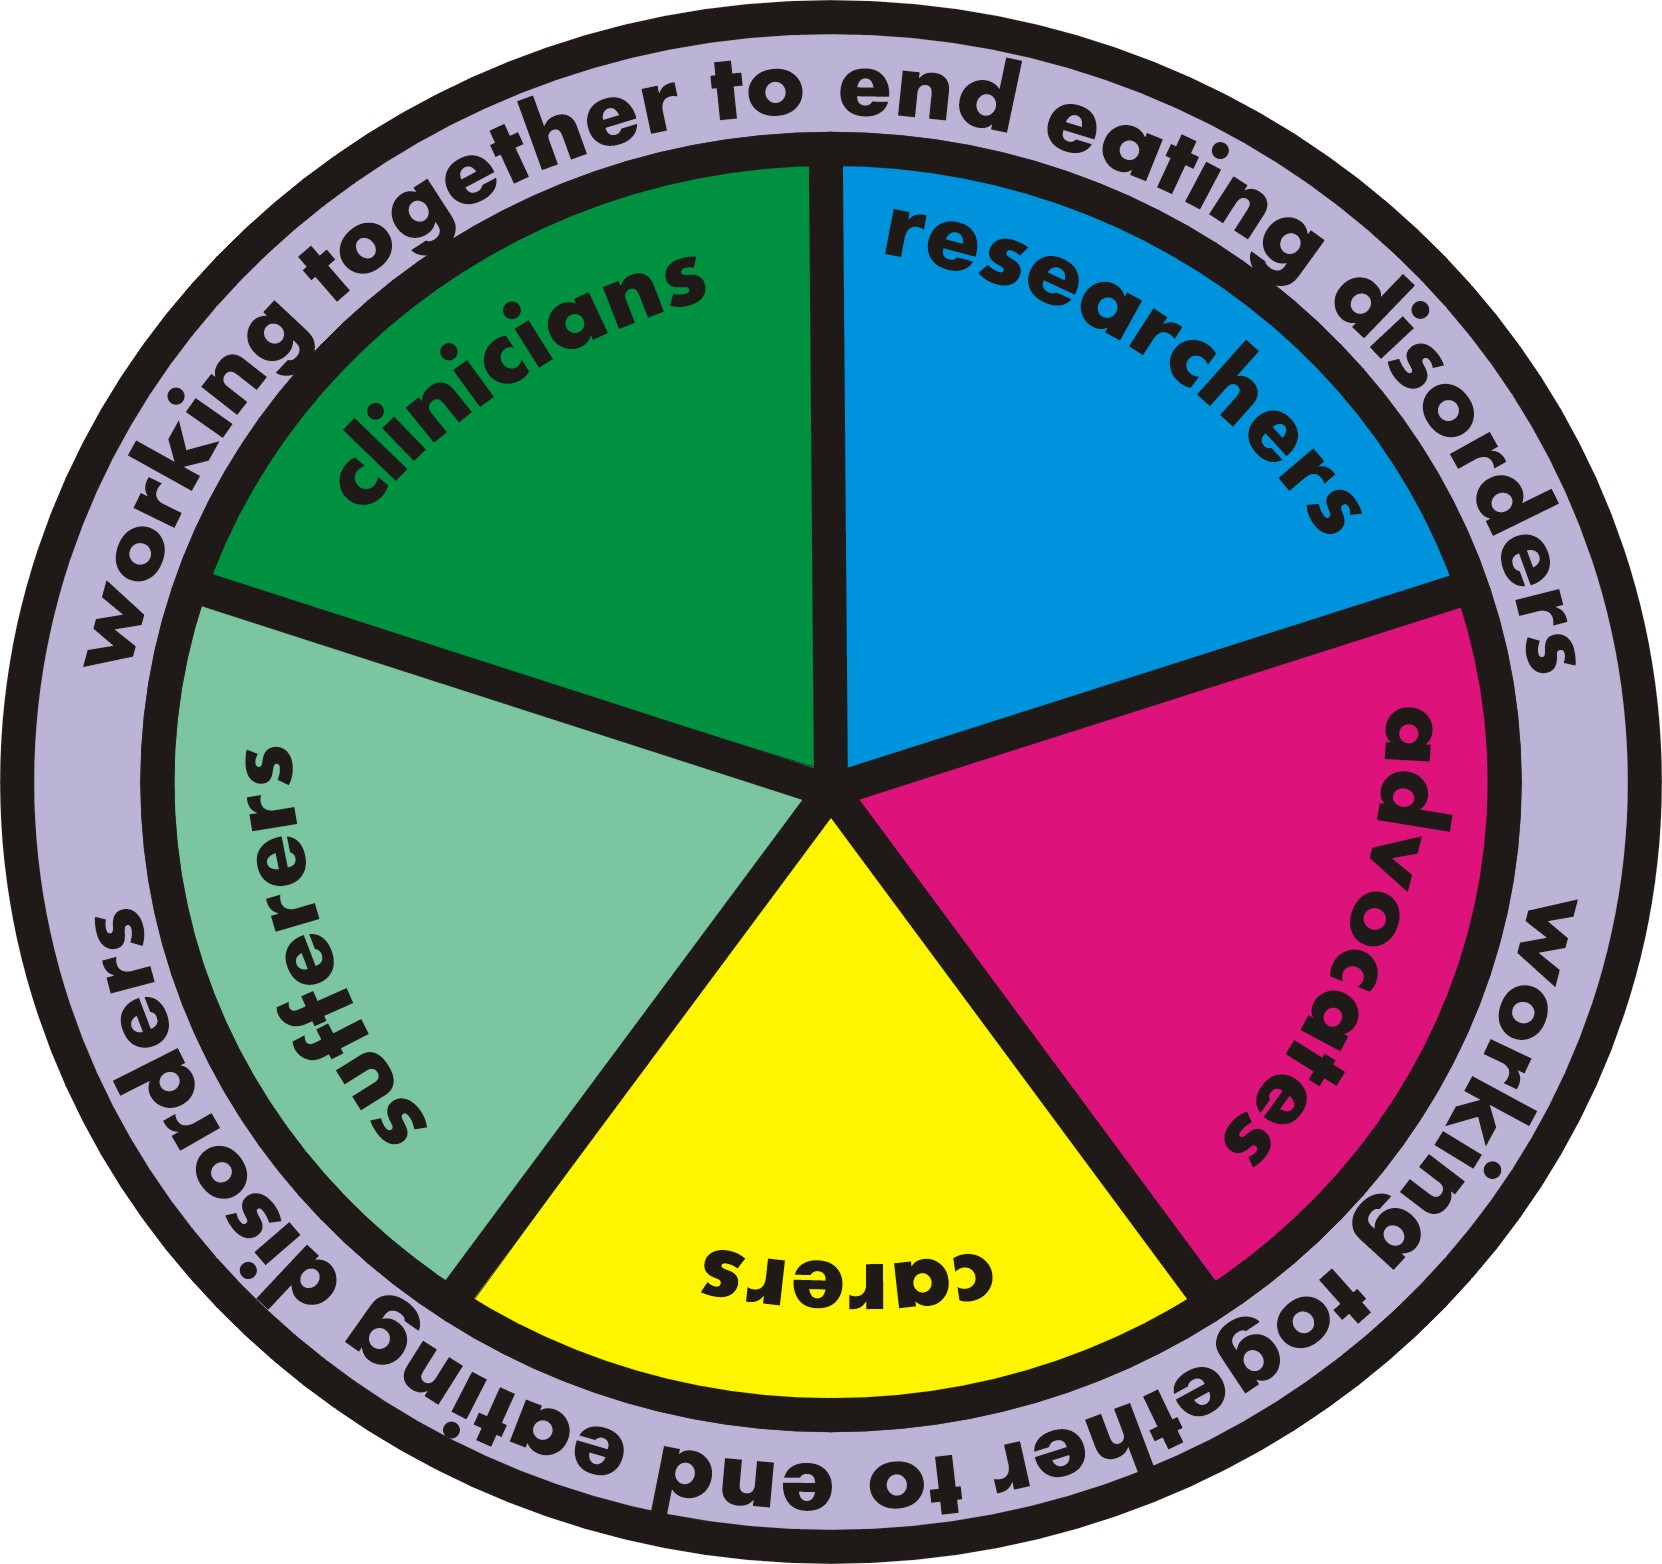 working together to end eating disorders
working together to end eating disorders
clinicians
researchers
advocates
carers
sufferers